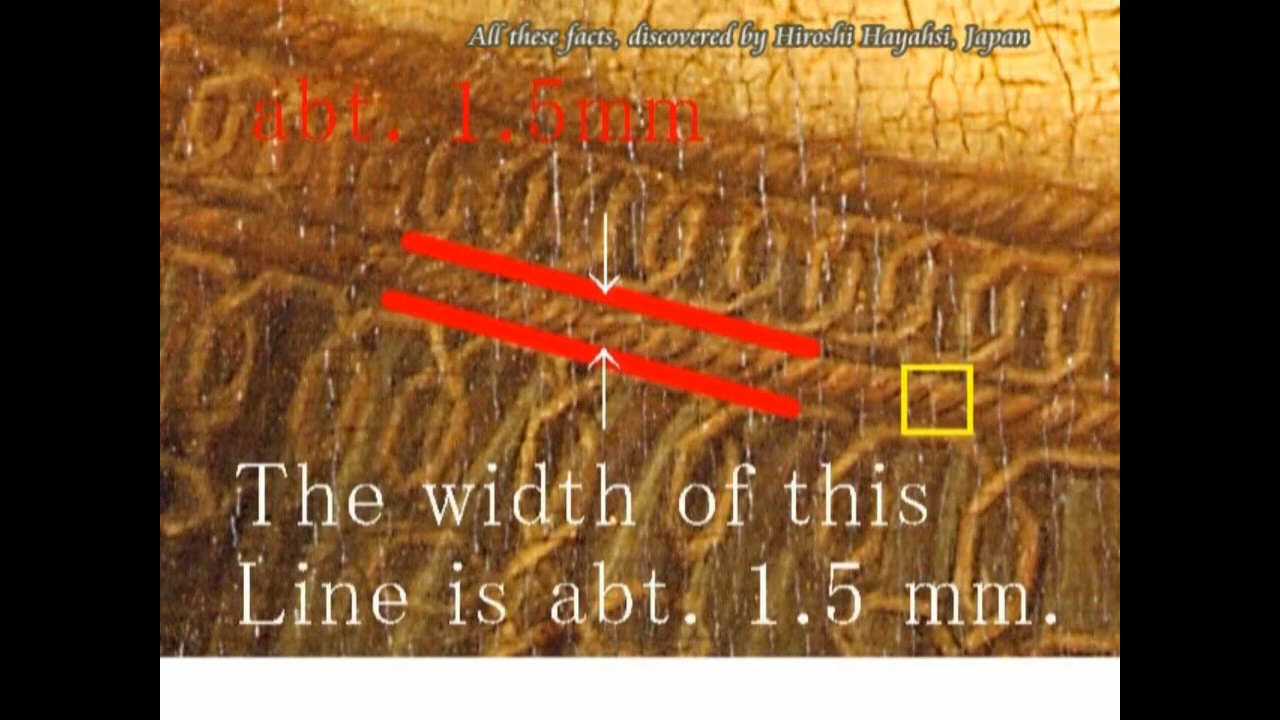 All these facts, discovered by Hiroshi Hayahsi, Japan
abt. 1.5mm
The width of this
Line is abt. 1.5 mm.